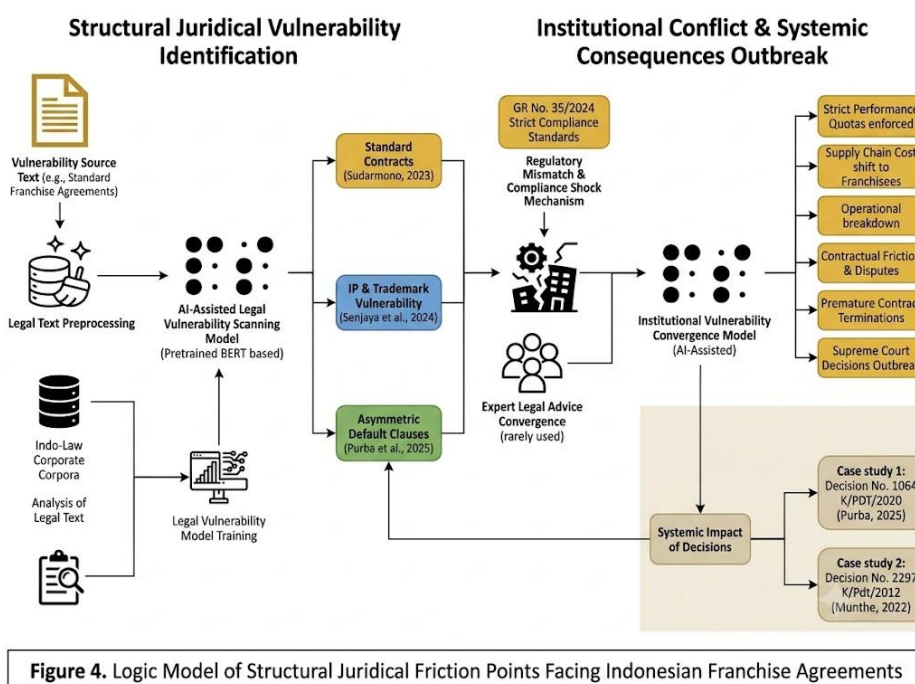 Structural Juridical Vulnerability
Identification
Institutional Conflict & Systemic
Consequences Outbreak
Vulnerability Source
Text (e.g., Standard
Franchise Agreements)
Legal Text Preprocessing
AI-Assisted Legal
Vulnerability Scanning
Model
(Pretrained BERT based)
Indo-Law
Corporate
Corpora
Analysis of
Legal Text
Legal Vulnerability
Model Training
Standard
Contracts
(Sudarmono, 2023)
IP & Trademark
Vulnerability
(Senjaya et al., 2024)
Asymmetric
Default Clauses
(Purba et al., 2025)
GR No. 35/2024
Strict Compliance
Standards
Regulatory
Mismatch &
Compliance Shock
Mechanism
Expert Legal Advice
Convergence
(rarely used)
Institutional Vulnerability
Convergence Model
(AI-Assisted)
Strict Performance
Quotas enforced
Supply Chain Cost
shift to
Franchisees
Operational
breakdown
Contractual Friction
& Disputes
Premature Contrac
Terminations
Supreme Court
Decisions Outbreak
Systemic Impact
of Decisions
Case study 1:
Decision No. 1064
K/PDT/2020
(Purba, 2025)
Case study 2:
Decision No. 2297
K/Pdt/2012
(Munthe, 2022)
Figure 4. Logic Model of Structural Juridical Friction Points Facing Indonesian Franchise Agreements